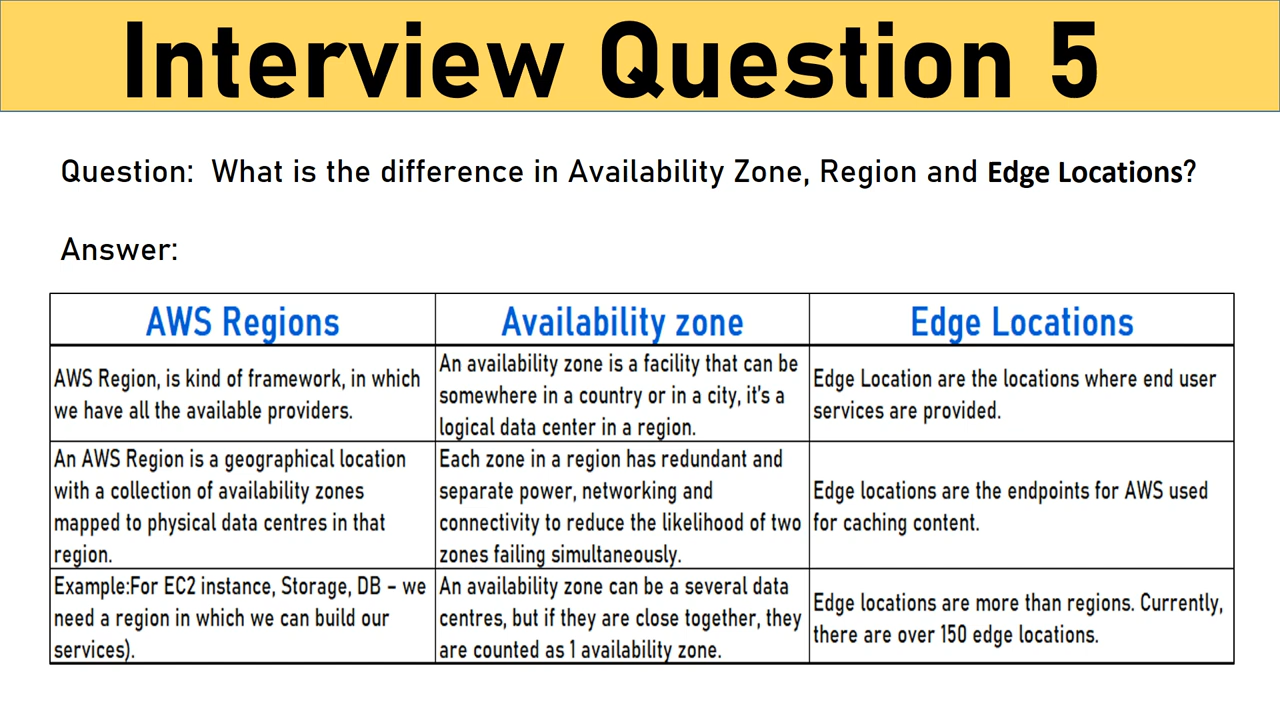 Interview Question 5
Question:  What is the difference in Availability Zone, Region and Edge Locations?
Answer:
AWS Regions
Availability zone
Edge Locations
AWS Region, is kind of framework, in which
we have all the available providers.
An availability zone is a facility that can be
somewhere in a country or in a city, it's a
logical data center in a region.
Edge Location are the locations where end user
services are provided.
An AWS Region is a geographical location
with a collection of availability zones
mapped to physical data centres in that
region.
Each zone in a region has redundant and
separate power, networking and
connectivity to reduce the likelihood of two
zones failing simultaneously.
Edge locations are the endpoints for AWS used
for caching content.
Example:For EC2 instance, Storage, DB – we
need a region in which we can build our
services).
An availability zone can be a several data
centres, but if they are close together, they
are counted as 1 availability zone.
Edge locations are more than regions. Currently,
there are over 150 edge locations.